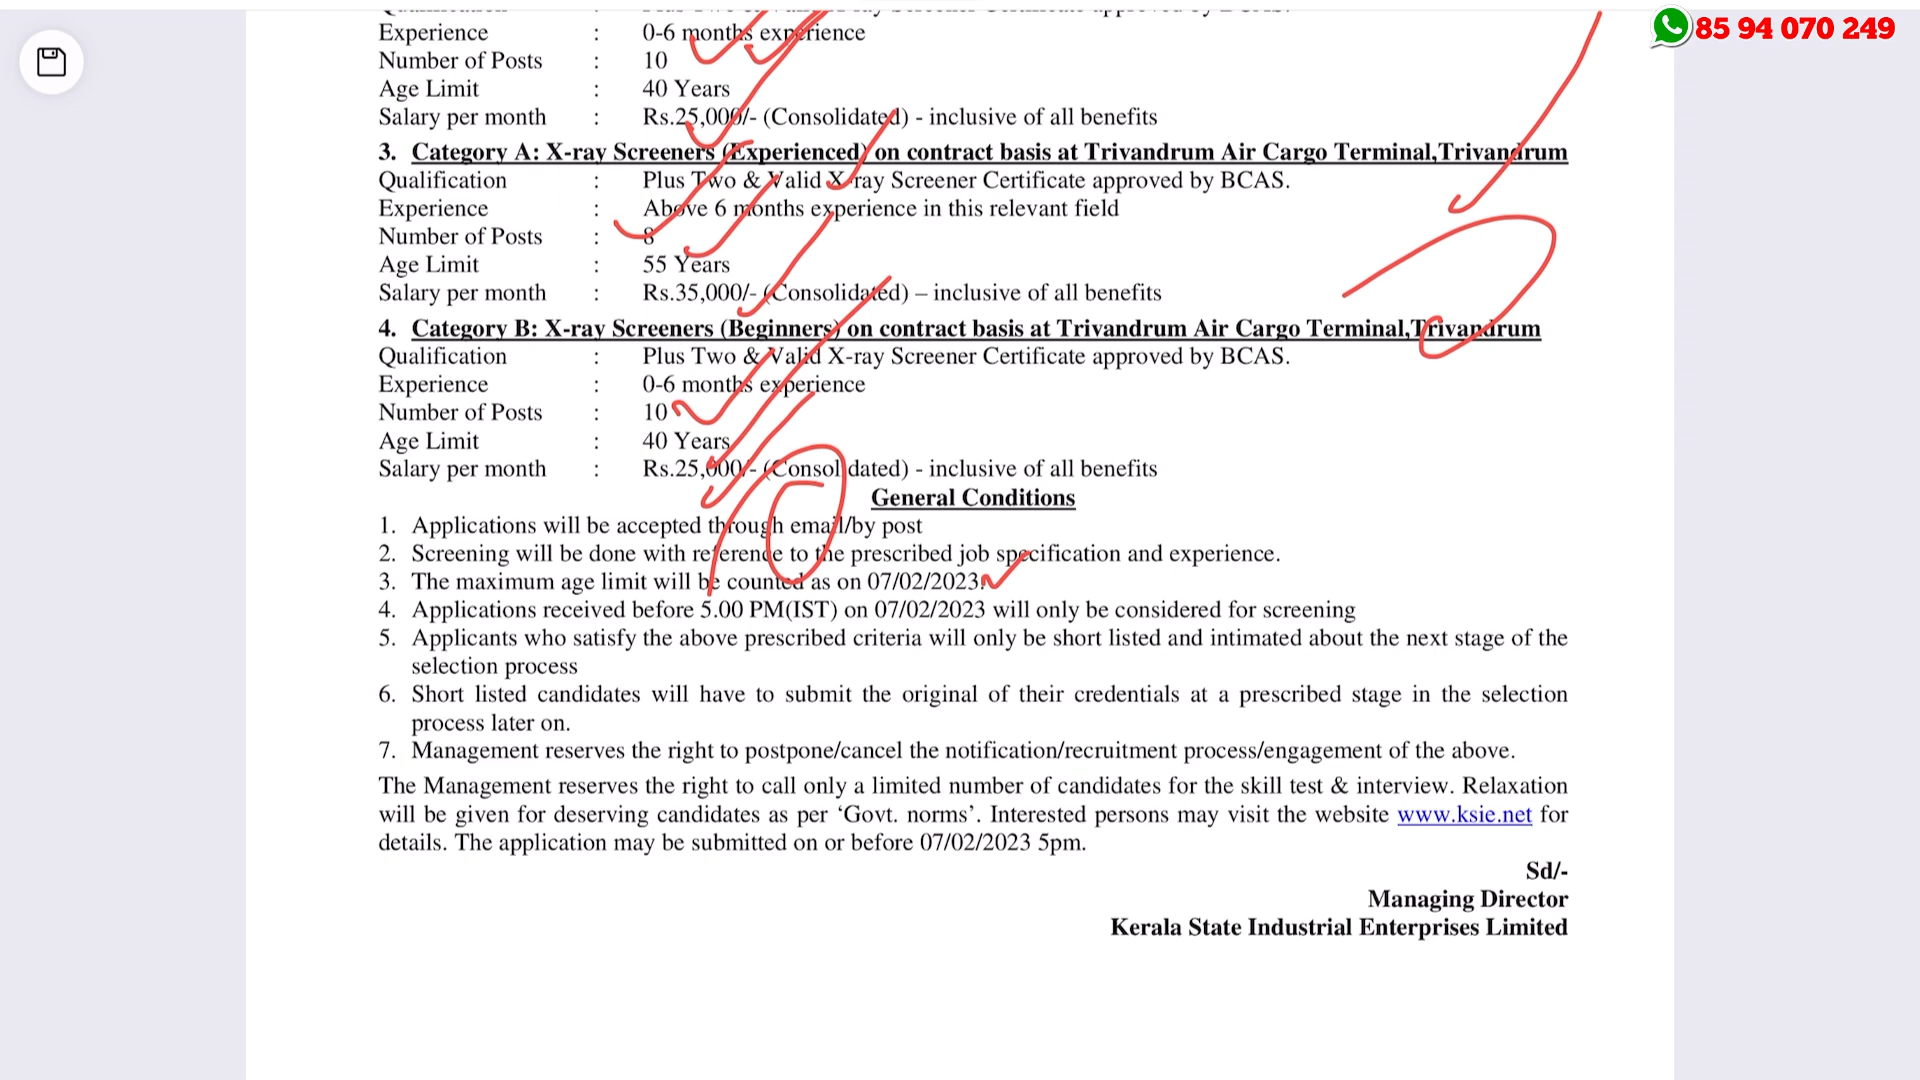 85 94 070 249
Experience : 0-6 months experience
Number of Posts : 10
Age Limit : 40 Years
Salary per month : Rs.25,000/- (Consolidated) - inclusive of all benefits
3. Category A: X-ray Screeners (Experienced) on contract basis at Trivandrum Air Cargo Terminal,Trivandrum
Qualification : Plus Two & Valid X-ray Screener Certificate approved by BCAS.
Experience : Above 6 months experience in this relevant field
Number of Posts : 8
Age Limit : 55 Years
Salary per month : Rs.35,000/- (Consolidated) – inclusive of all benefits
4. Category B: X-ray Screeners (Beginners) on contract basis at Trivandrum Air Cargo Terminal,Trivandrum
Qualification : Plus Two & Valid X-ray Screener Certificate approved by BCAS.
Experience : 0-6 months experience
Number of Posts : 10
Age Limit : 40 Years
Salary per month : Rs.25,000/- (Consolidated) - inclusive of all benefits
General Conditions
1. Applications will be accepted through email/by post
2. Screening will be done with reference to the prescribed job specification and experience.
3. The maximum age limit will be counted as on 07/02/2023.
4. Applications received before 5.00 PM(IST) on 07/02/2023 will only be considered for screening
5. Applicants who satisfy the above prescribed criteria will only be short listed and intimated about the next stage of the
selection process
6. Short listed candidates will have to submit the original of their credentials at a prescribed stage in the selection
process later on.
7. Management reserves the right to postpone/cancel the notification/recruitment process/engagement of the above.
The Management reserves the right to call only a limited number of candidates for the skill test & interview. Relaxation
will be given for deserving candidates as per ‘Govt. norms’. Interested persons may visit the website www.ksie.net for
details. The application may be submitted on or before 07/02/2023 5pm.
Sd/-
Managing Director
Kerala State Industrial Enterprises Limited